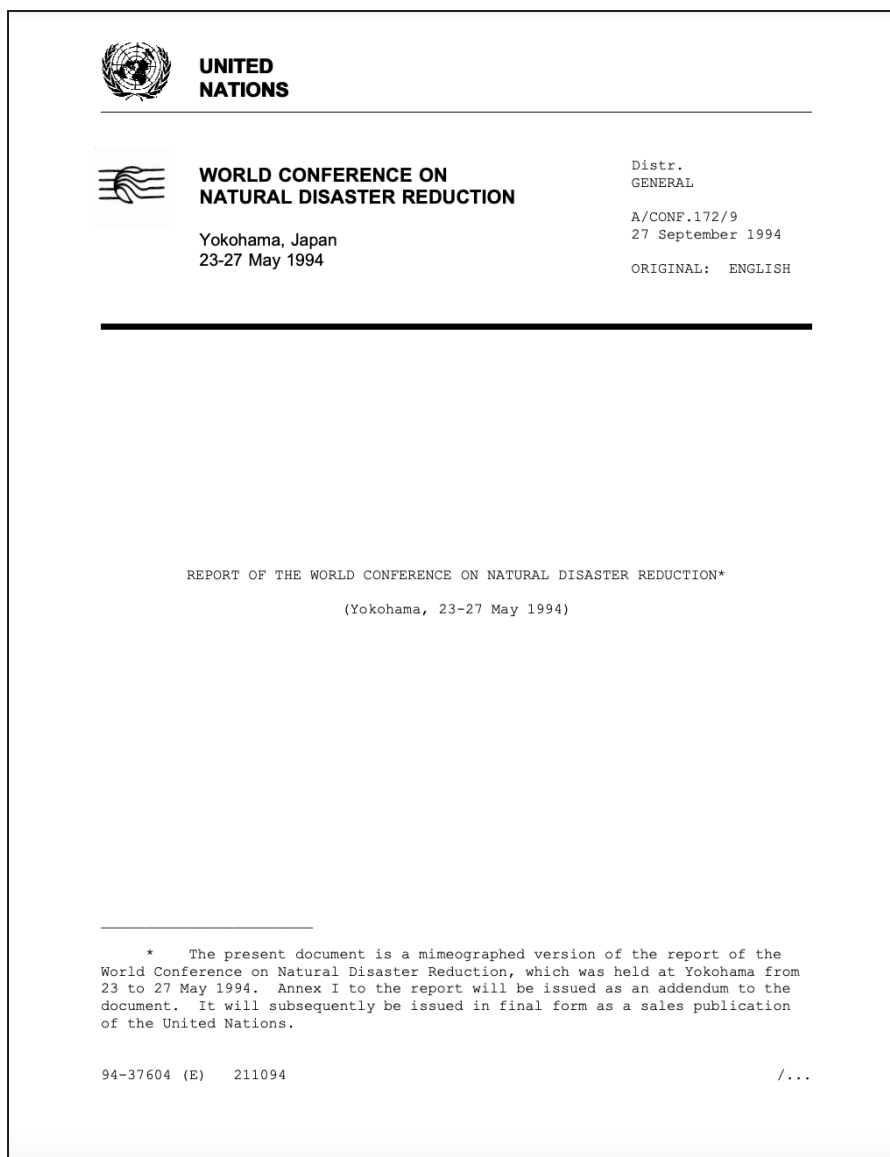 UNITED
NATIONS
WORLD CONFERENCE ON
NATURAL DISASTER REDUCTION
Yokohama, Japan
23-27 May 1994
Distr.
GENERAL
A/CONF.172/9
27 September 1994
ORIGINAL:  ENGLISH
REPORT OF THE WORLD CONFERENCE ON NATURAL DISASTER REDUCTION*
(Yokohama, 23-27 May 1994)
*    The present document is a mimeographed version of the report of the
World Conference on Natural Disaster Reduction, which was held at Yokohama from
23 to 27 May 1994.  Annex I to the report will be issued as an addendum to the
document.  It will subsequently be issued in final form as a sales publication
of the United Nations.
94-37604 (E)   211094
/...